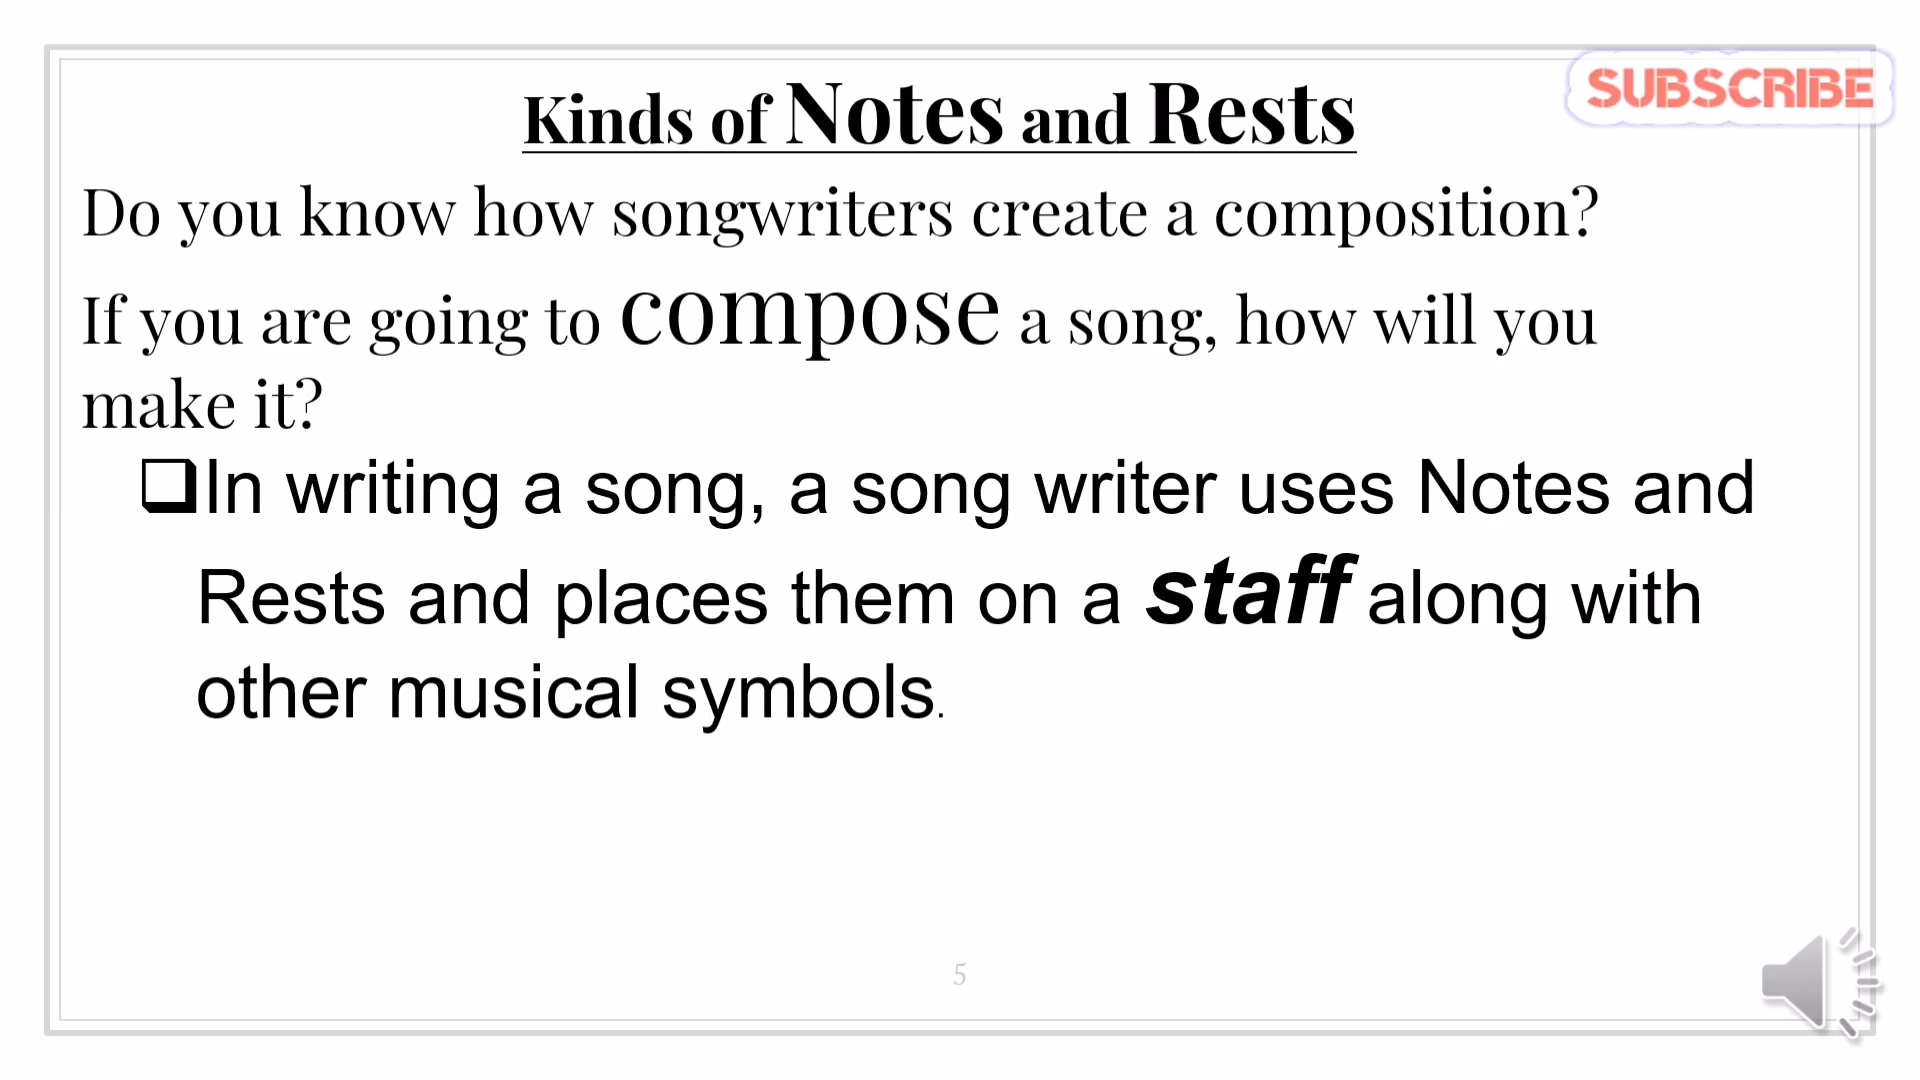 SUBSCRIBE
Kinds of Notes and Rests
Do you know how songwriters create a composition?
If you are going to compose a song, how will you
make it?
❑In writing a song, a song writer uses Notes and
Rests and places them on a staff along with
other musical symbols.
5